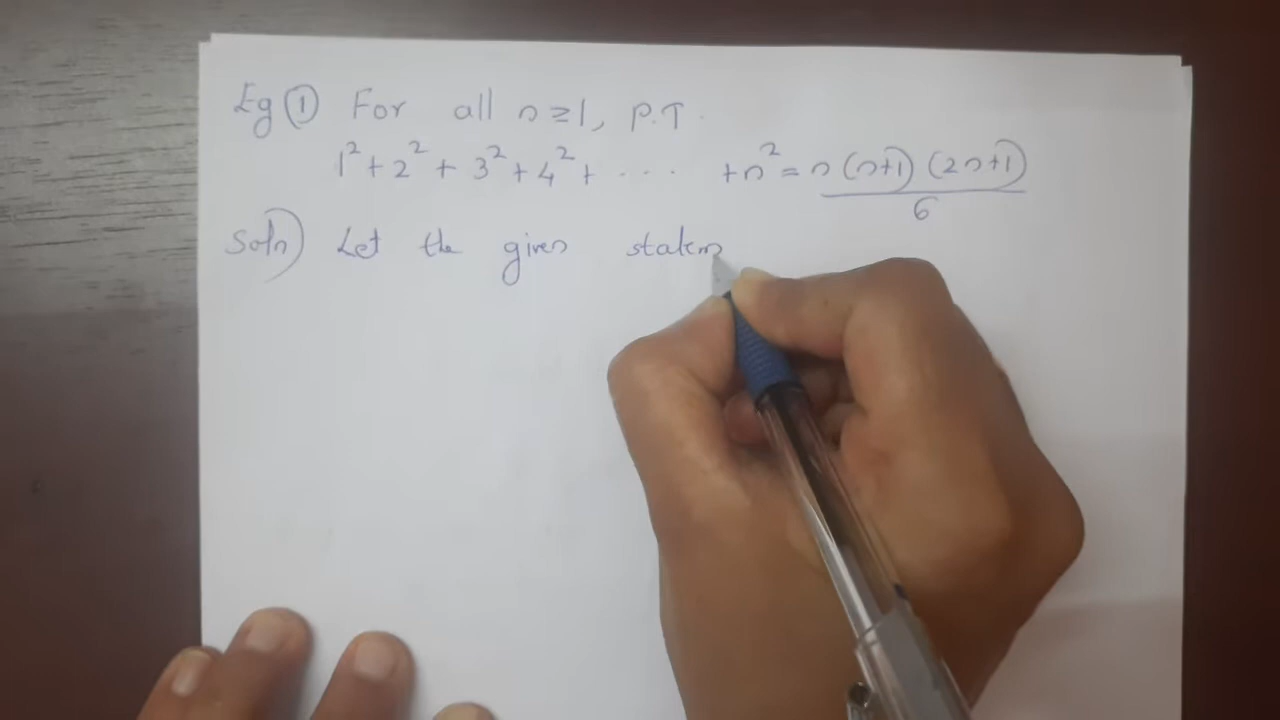 Eg ① For all n≥1, P.T.
1² + 2² + 3² + 4² + .... + n² = n(n+1)(2n+1)
6
Soln) Let the given statem